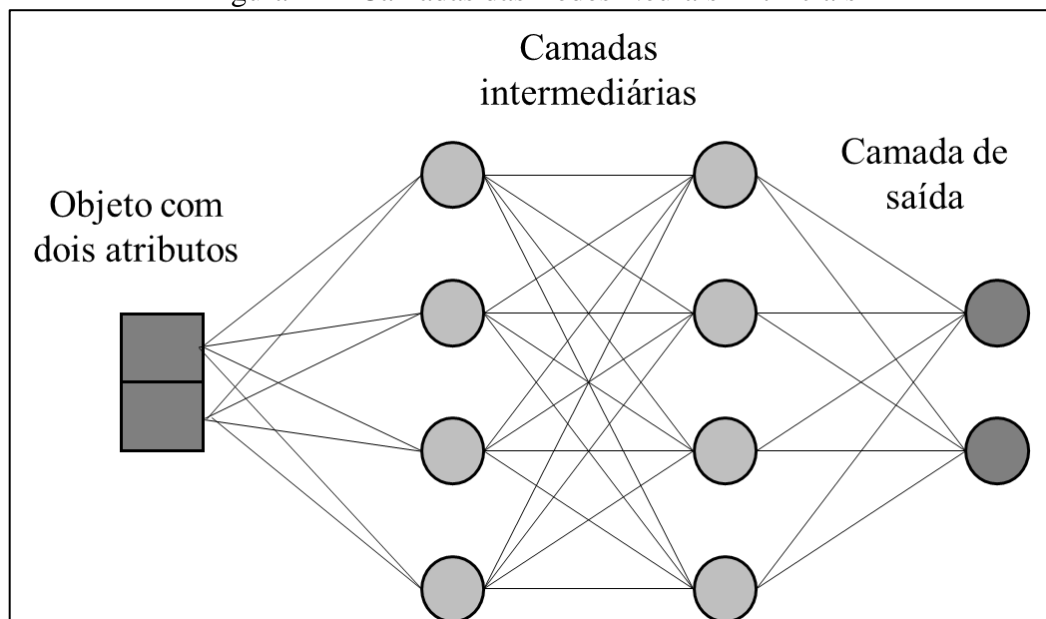 Camadas
intermediárias
Camada de
saída
Objeto com
dois atributos